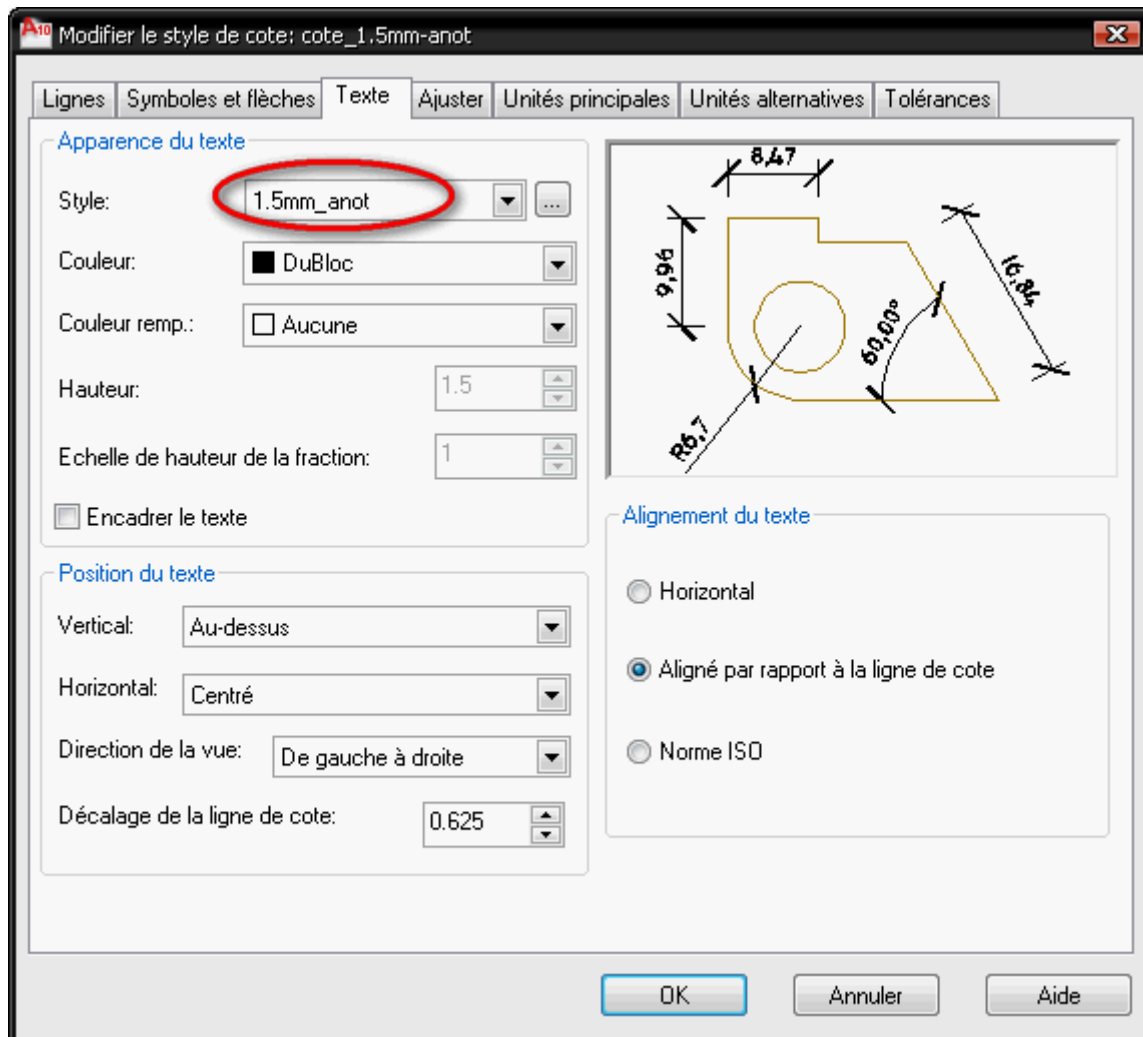 A10 Modifier le style de cote: cote_1.5mm-anot
Lignes Symboles et flèches Texte Ajuster Unités principales Unités alternatives Tolérances
Apparence du texte
Style: 1.5mm_anot ...
Couleur: DuBloc
Couleur remp.: Aucune
Hauteur: 1.5
Echelle de hauteur de la fraction: 1
Encadrer le texte
8,47
9,96
16,84
60,00°
R6,7
Position du texte
Vertical: Au-dessus
Horizontal: Centré
Direction de la vue: De gauche à droite
Décalage de la ligne de cote: 0.625
Alignement du texte
Horizontal
Aligné par rapport à la ligne de cote
Norme ISO
OK Annuler Aide